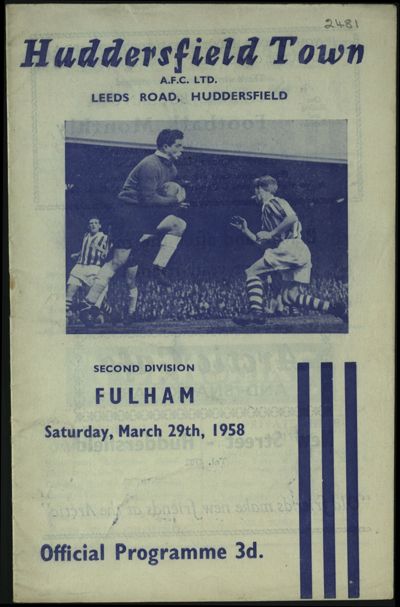 2481
Huddersfield Town
A.F.C. LTD.
LEEDS ROAD, HUDDERSFIELD
SECOND DIVISION
FULHAM
Saturday, March 29th, 1958
Official Programme 3d.